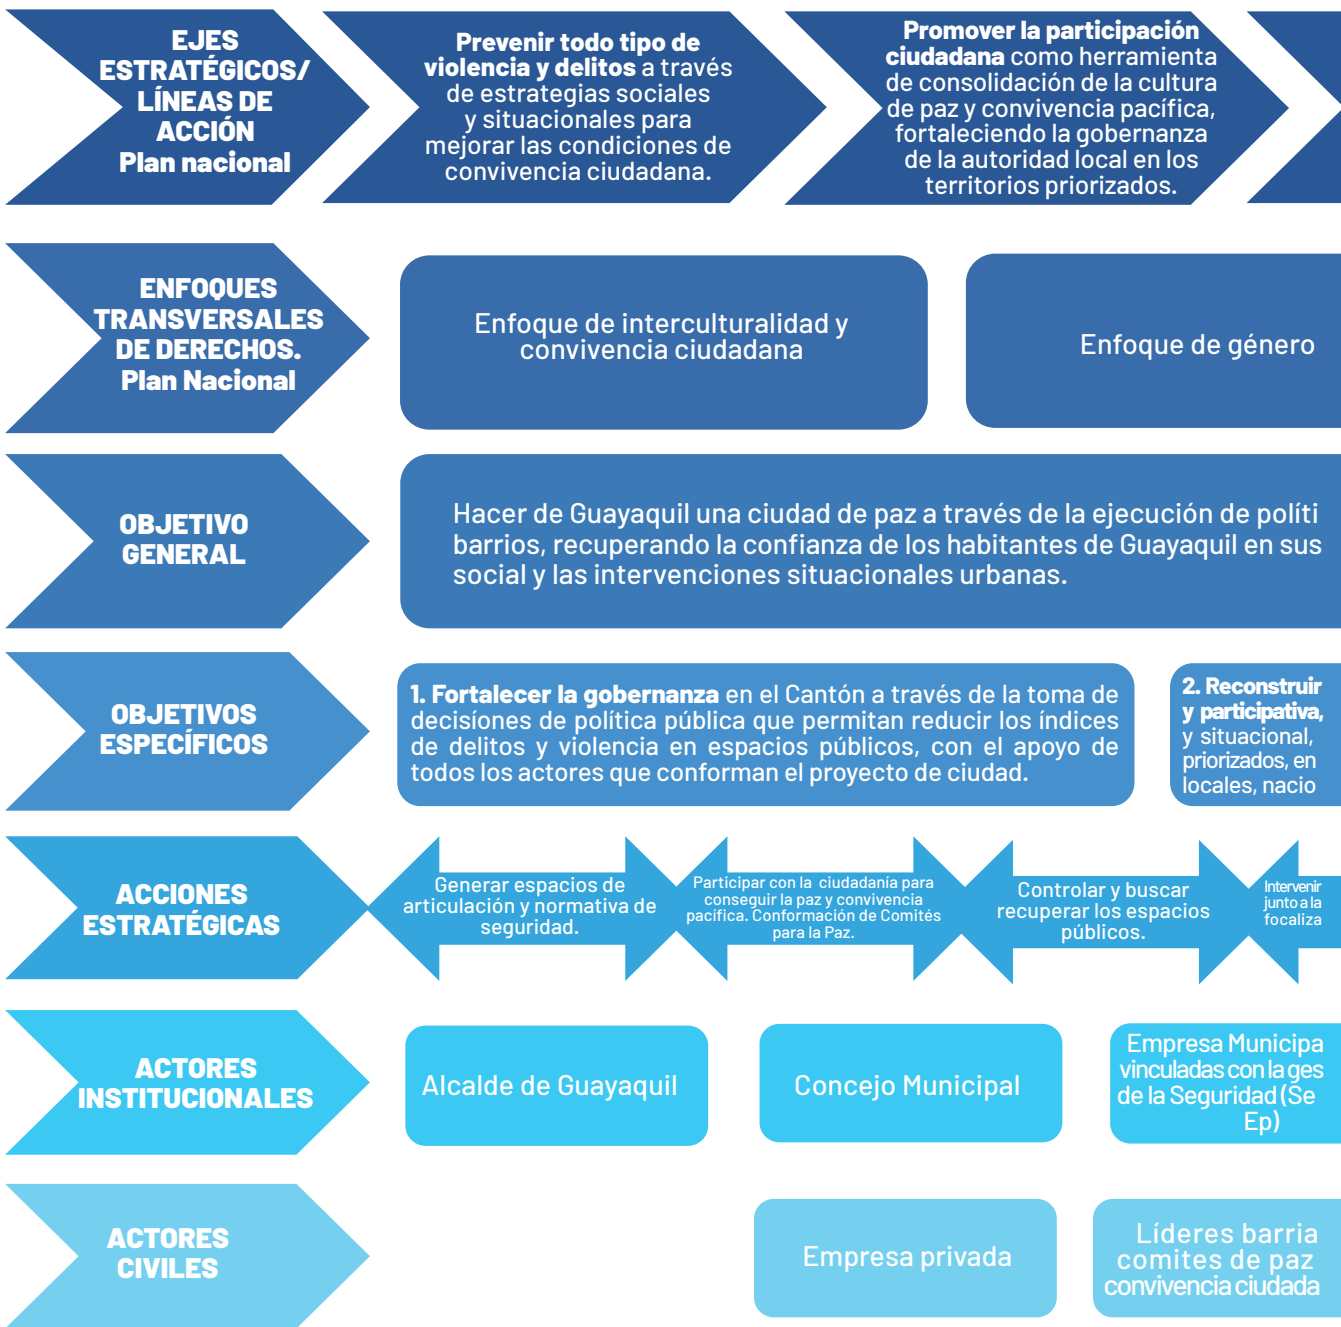 EJES
ESTRATÉGICOS/
LÍNEAS DE
ACCIÓN
Plan nacional
Prevenir todo tipo de
violencia y delitos a través
de estrategias sociales
y situacionales para
mejorar las condiciones de
convivencia ciudadana.
Promover la participación
ciudadana como herramienta
de consolidación de la cultura
de paz y convivencia pacífica,
fortaleciendo la gobernanza
de la autoridad local en los
territorios priorizados.
ENFOQUES
TRANSVERSALES
DE DERECHOS.
Plan Nacional
Enfoque de interculturalidad y
convivencia ciudadana
Enfoque de género
OBJETIVO
GENERAL
Hacer de Guayaquil una ciudad de paz a través de la ejecución de políti
barrios, recuperando la confianza de los habitantes de Guayaquil en sus
social y las intervenciones situacionales urbanas.
OBJETIVOS
ESPECÍFICOS
1. Fortalecer la gobernanza en el Cantón a través de la toma de
decisíones de política pública que permitan reducir los índices
de delitos y violencia en espacios públicos, con el apoyo de
todos los actores que conforman el proyecto de ciudad.
2. Reconstruir
y participativa,
y situacional,
priorizados, en
locales, nacio
ACCIONES
ESTRATÉGICAS
Generar espacios de
articulación y normativa de
seguridad.
Participar con la ciudadanía para
conseguir la paz y convivencia
pacífica. Conformación de Comités
para la Paz.
Controlar y buscar
recuperar los espacios
públicos.
Intervenir
junto a la
focaliza
ACTORES
INSTITUCIONALES
Alcalde de Guayaquil
Concejo Municipal
Empresa Municipa
vinculadas con la ges
de la Seguridad (Se
Ep)
ACTORES
CIVILES
Empresa privada
Líderes barria
comites de paz
convivencia ciudada